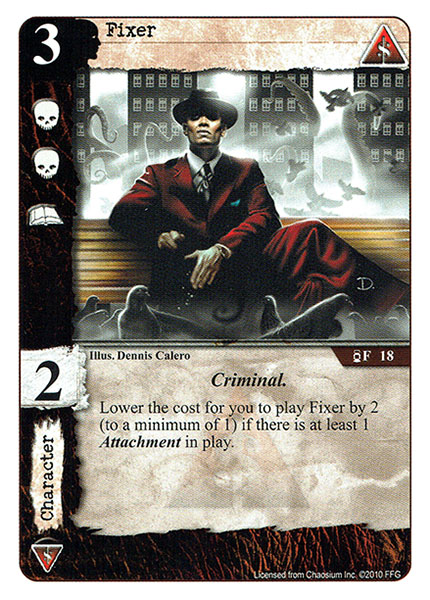 3
Fixer
D.
Illus. Dennis Calero
F 18
2
Criminal.
Lower the cost for you to play Fixer by 2
(to a minimum of 1) if there is at least 1
Attachment in play.
Character
Licensed from Chaosium Inc. ©2010 FFG